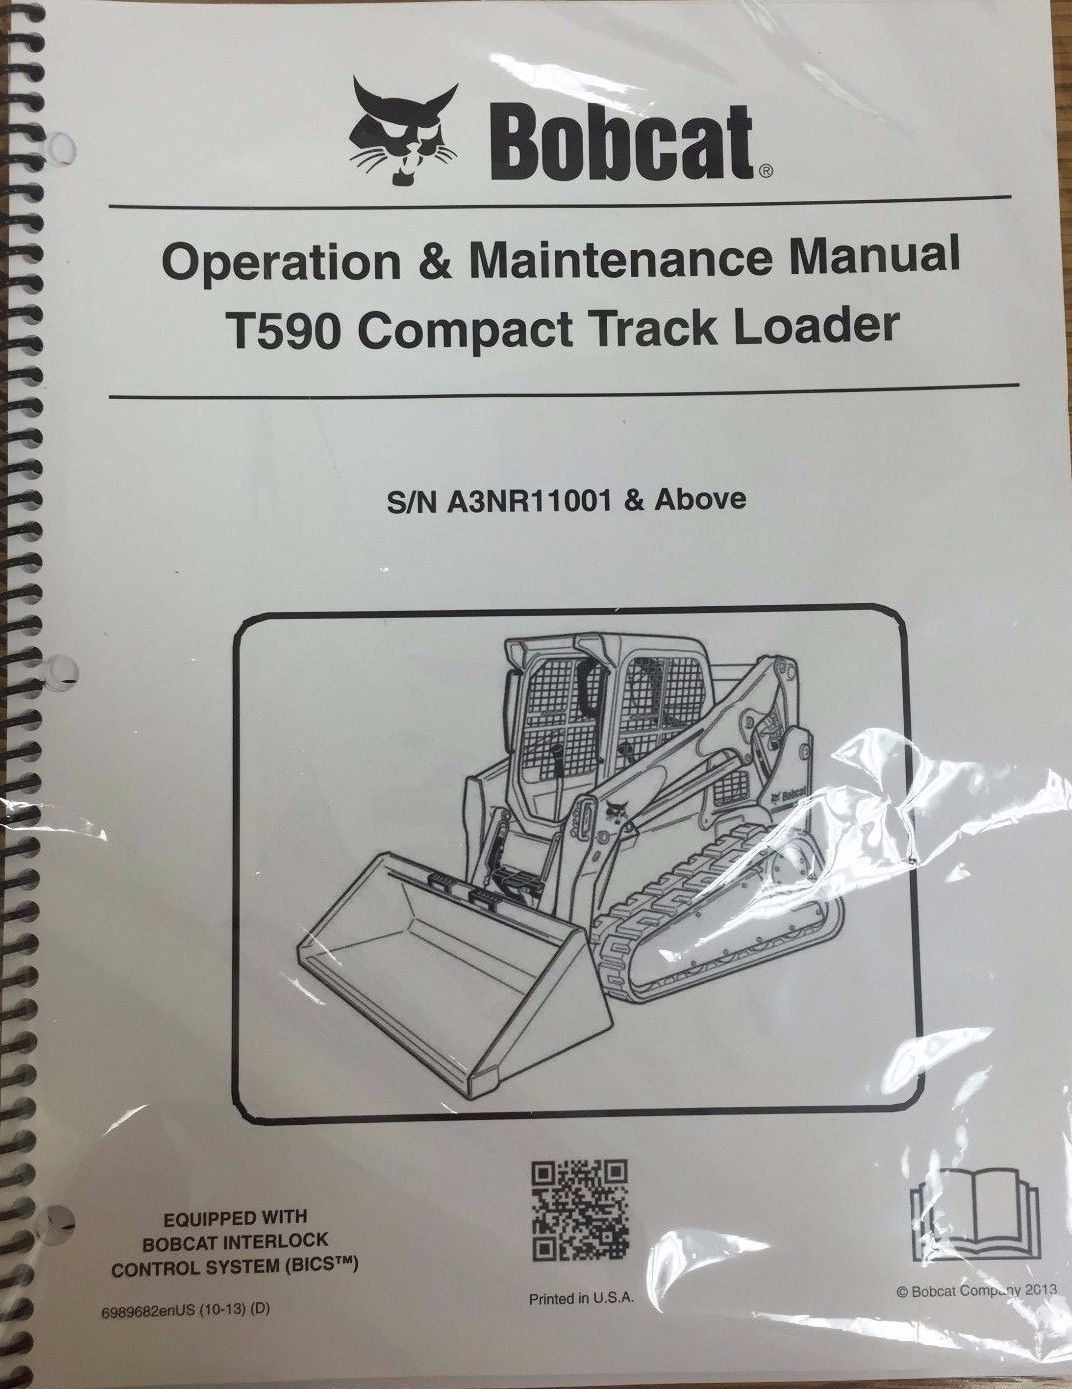 Bobcat®
Operation & Maintenance Manual
T590 Compact Track Loader
S/N A3NR11001 & Above
Bobcat
EQUIPPED WITH
BOBCAT INTERLOCK
CONTROL SYSTEM (BICS™)
6989682enUS (10-13) (D)
Printed in U.S.A.
© Bobcat Company 2013